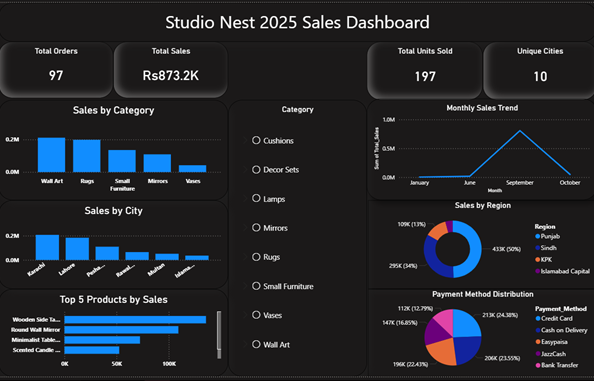 Studio Nest 2025 Sales Dashboard
Total Orders
97
Total Sales
Rs873.2K
Total Units Sold
197
Unique Cities
10
Sales by Category
0.2M
0.0M
Wall Art
Rugs
Small
Furniture
Mirrors
Vases
Sales by City
0.2M
0.0M
Karachi
Lahore
Pesha...
Rawal...
Multan
Islama...
Top 5 Products by Sales
Wooden Side Ta...
Round Wall Mirror
Minimalist Table...
Scented Candle ...
0K
50K
100K
Category
Cushions
Decor Sets
Lamps
Mirrors
Rugs
Small Furniture
Vases
Wall Art
Monthly Sales Trend
Sum of Total_Sales
1.0M
0.5M
0.0M
January
June
September
October
Month
Sales by Region
109K (13%)
433K (50%)
295K (34%)
Region
Punjab
Sindh
KPK
Islamabad Capital
Payment Method Distribution
112K (12.79%)
213K (24.38%)
147K (16.85%)
206K (23.55%)
196K (22.43%)
Payment_Method
Credit Card
Cash on Delivery
Easypaisa
JazzCash
Bank Transfer